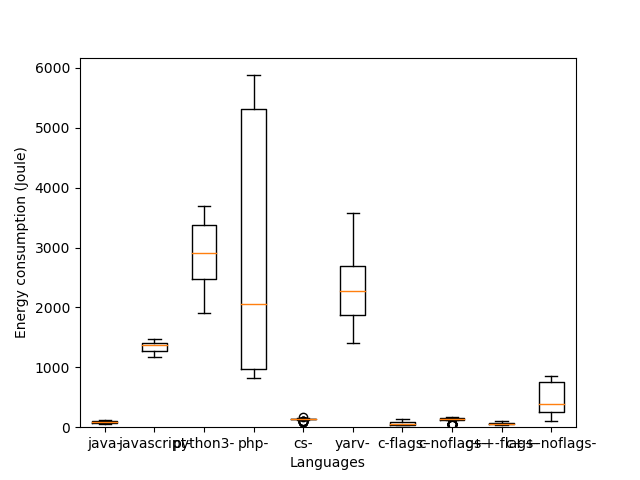 6000
5000
4000
3000
2000
1000
0
Energy consumption (Joule)
java- javascript- python3- php- cs- yarv- c-flags- c-noflags- c++-flags- c++-noflags-
Languages